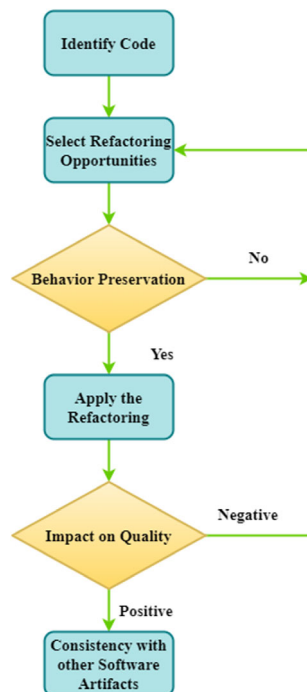 Identify Code
Select Refactoring
Opportunities
Behavior Preservation
No
Yes
Apply the
Refactoring
Negative
Impact on Quality
Positive
Consistency with
other Software
Artifacts